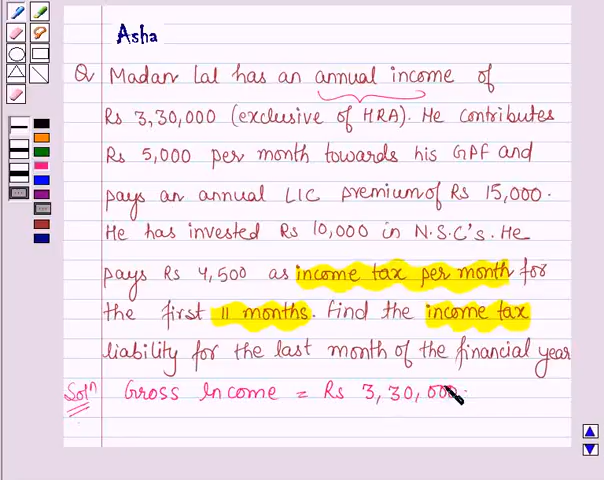 Asha
Q Madan Lal has an annual income of
Rs 3,30,000 (exclusive of HRA). He contributes
Rs 5,000 per month towards his GPF and
pays an annual LIC premium of Rs 15,000.
He has invested Rs 10,000 in N.S.C's. He
pays Rs 4,500 as income tax per month for
the first 11 months. Find the income tax
liability for the last month of the financial year
Solⁿ Gross Income = Rs 3,30,000.